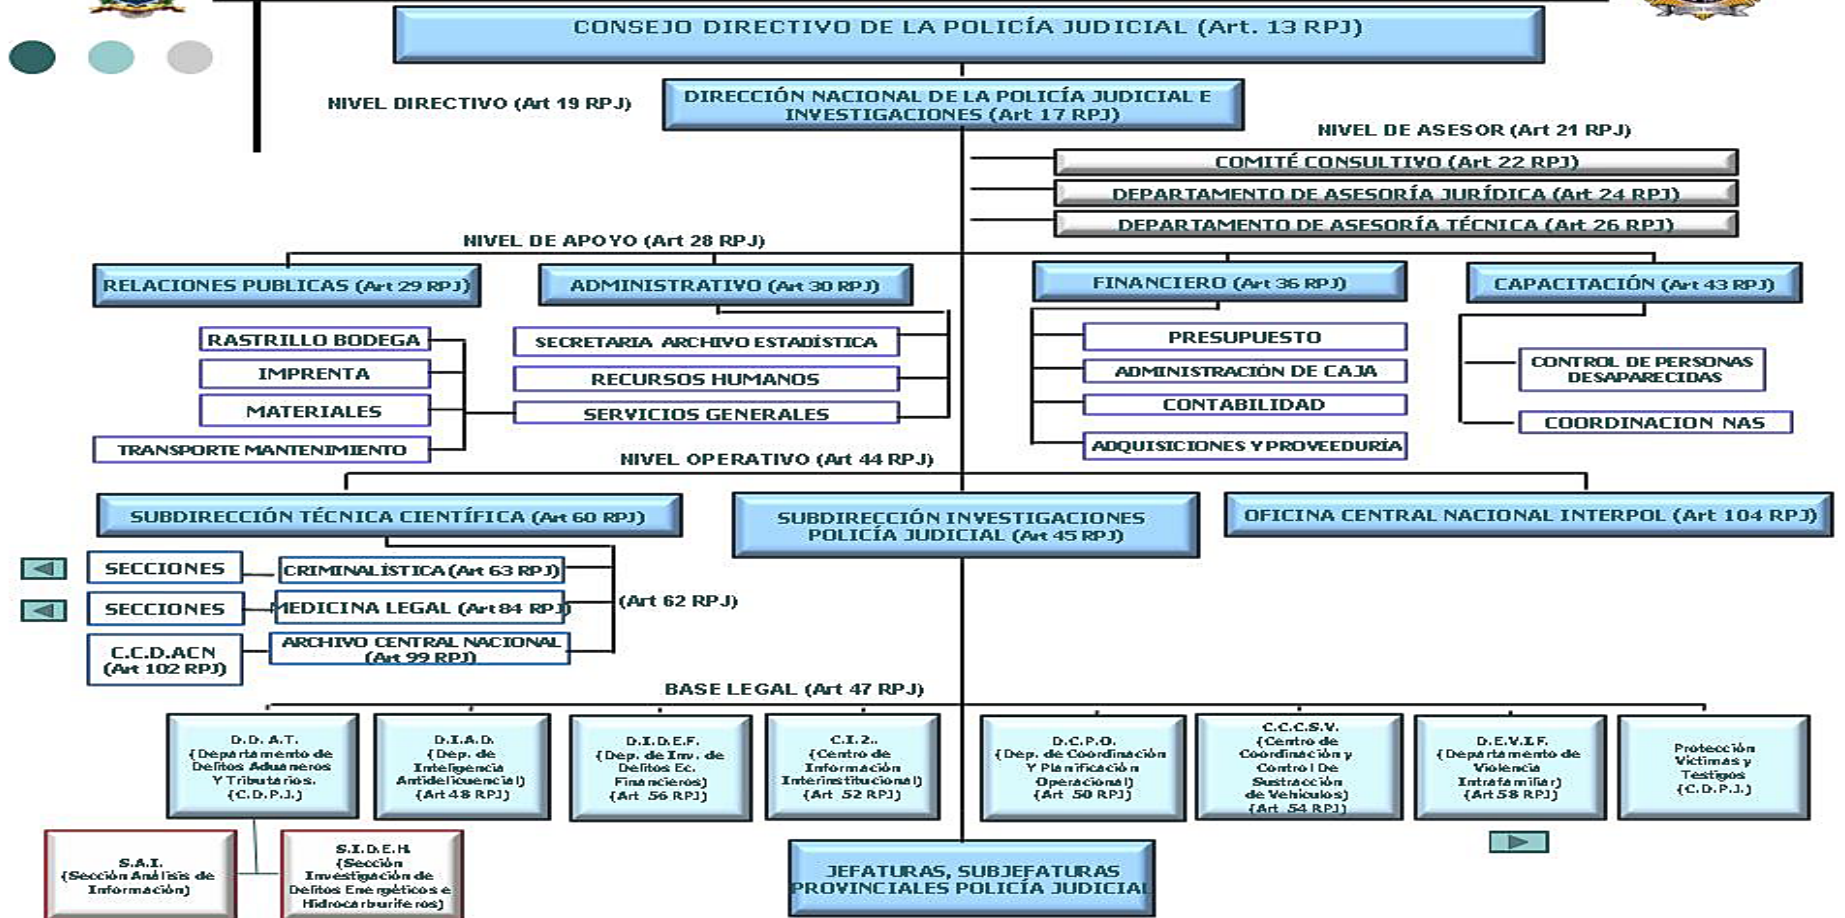 CONSEJO DIRECTIVO DE LA POLICÍA JUDICIAL (Art. 13 RPJ)
NIVEL DIRECTIVO (Art 19 RPJ)
DIRECCIÓN NACIONAL DE LA POLICÍA JUDICIAL E
INVESTIGACIONES (Art 17 RPJ)
NIVEL DE ASESOR (Art 21 RPJ)
COMITÉ CONSULTIVO (Art 22 RPJ)
DEPARTAMENTO DE ASESORÍA JURÍDICA (Art 24 RPJ)
DEPARTAMENTO DE ASESORÍA TÉCNICA (Art 26 RPJ)
NIVEL DE APOYO (Art 28 RPJ)
RELACIONES PUBLICAS (Art 29 RPJ)
ADMINISTRATIVO (Art 30 RPJ)
FINANCIERO (Art 36 RPJ)
CAPACITACIÓN (Art 43 RPJ)
RASTRILLO BODEGA
IMPRENTA
MATERIALES
TRANSPORTE MANTENIMIENTO
SECRETARIA ARCHIVO ESTADÍSTICA
RECURSOS HUMANOS
SERVICIOS GENERALES
PRESUPUESTO
ADMINISTRACIÓN DE CAJA
CONTABILIDAD
ADQUISICIONES Y PROVEEDURÍA
CONTROL DE PERSONAS
DESAPARECIDAS
COORDINACION NAS
NIVEL OPERATIVO (Art 44 RPJ)
SUBDIRECCIÓN TÉCNICA CIENTÍFICA (Art 60 RPJ)
SUBDIRECCIÓN INVESTIGACIONES
POLICÍA JUDICIAL (Art 45 RPJ)
OFICINA CENTRAL NACIONAL INTERPOL (Art 104 RPJ)
SECCIONES
CRIMINALÍSTICA (Art 63 RPJ)
SECCIONES
MEDICINA LEGAL (Art 84 RPJ)
(Art 62 RPJ)
C.C.D.ACN
(Art 102 RPJ)
ARCHIVO CENTRAL NACIONAL
(Art 99 RPJ)
BASE LEGAL (Art 47 RPJ)
D.D. A.T.
(Departamento de
Delitos Aduaneros
Y Tributarios.
(C.D.P.J.)
D.I.A.D.
(Dep. de
Inteligencia
Antidelicuencial)
(Art 48 RPJ)
D.I.D.E.F.
(Dep. de Inv. de
Delitos Ec.
Financieros)
(Art 56 RPJ)
C.I.2..
(Centro de
Información
Interinstitucional)
(Art 52 RPJ)
D.C.P.O.
(Dep. de Coordinación
Y Planificación
Operacional)
(Art 50 RPJ)
C.C.C.S.V.
(Centro de
Coordinación y
Control De
Sustracción
de Vehículos)
(Art 54 RPJ)
D.E.V.I.F.
(Departamento de
Violencia
Intrafamiliar)
(Art 58 RPJ)
Protección
Victimas y
Testigos
(C.D.P.J.)
S.A.I.
(Sección Análisis de
Información)
S.I.D.E.H.
(Sección
Investigación de
Delitos Energéticos e
Hidrocarburíferos)
JEFATURAS, SUBJEFATURAS
PROVINCIALES POLICÍA JUDICIAL